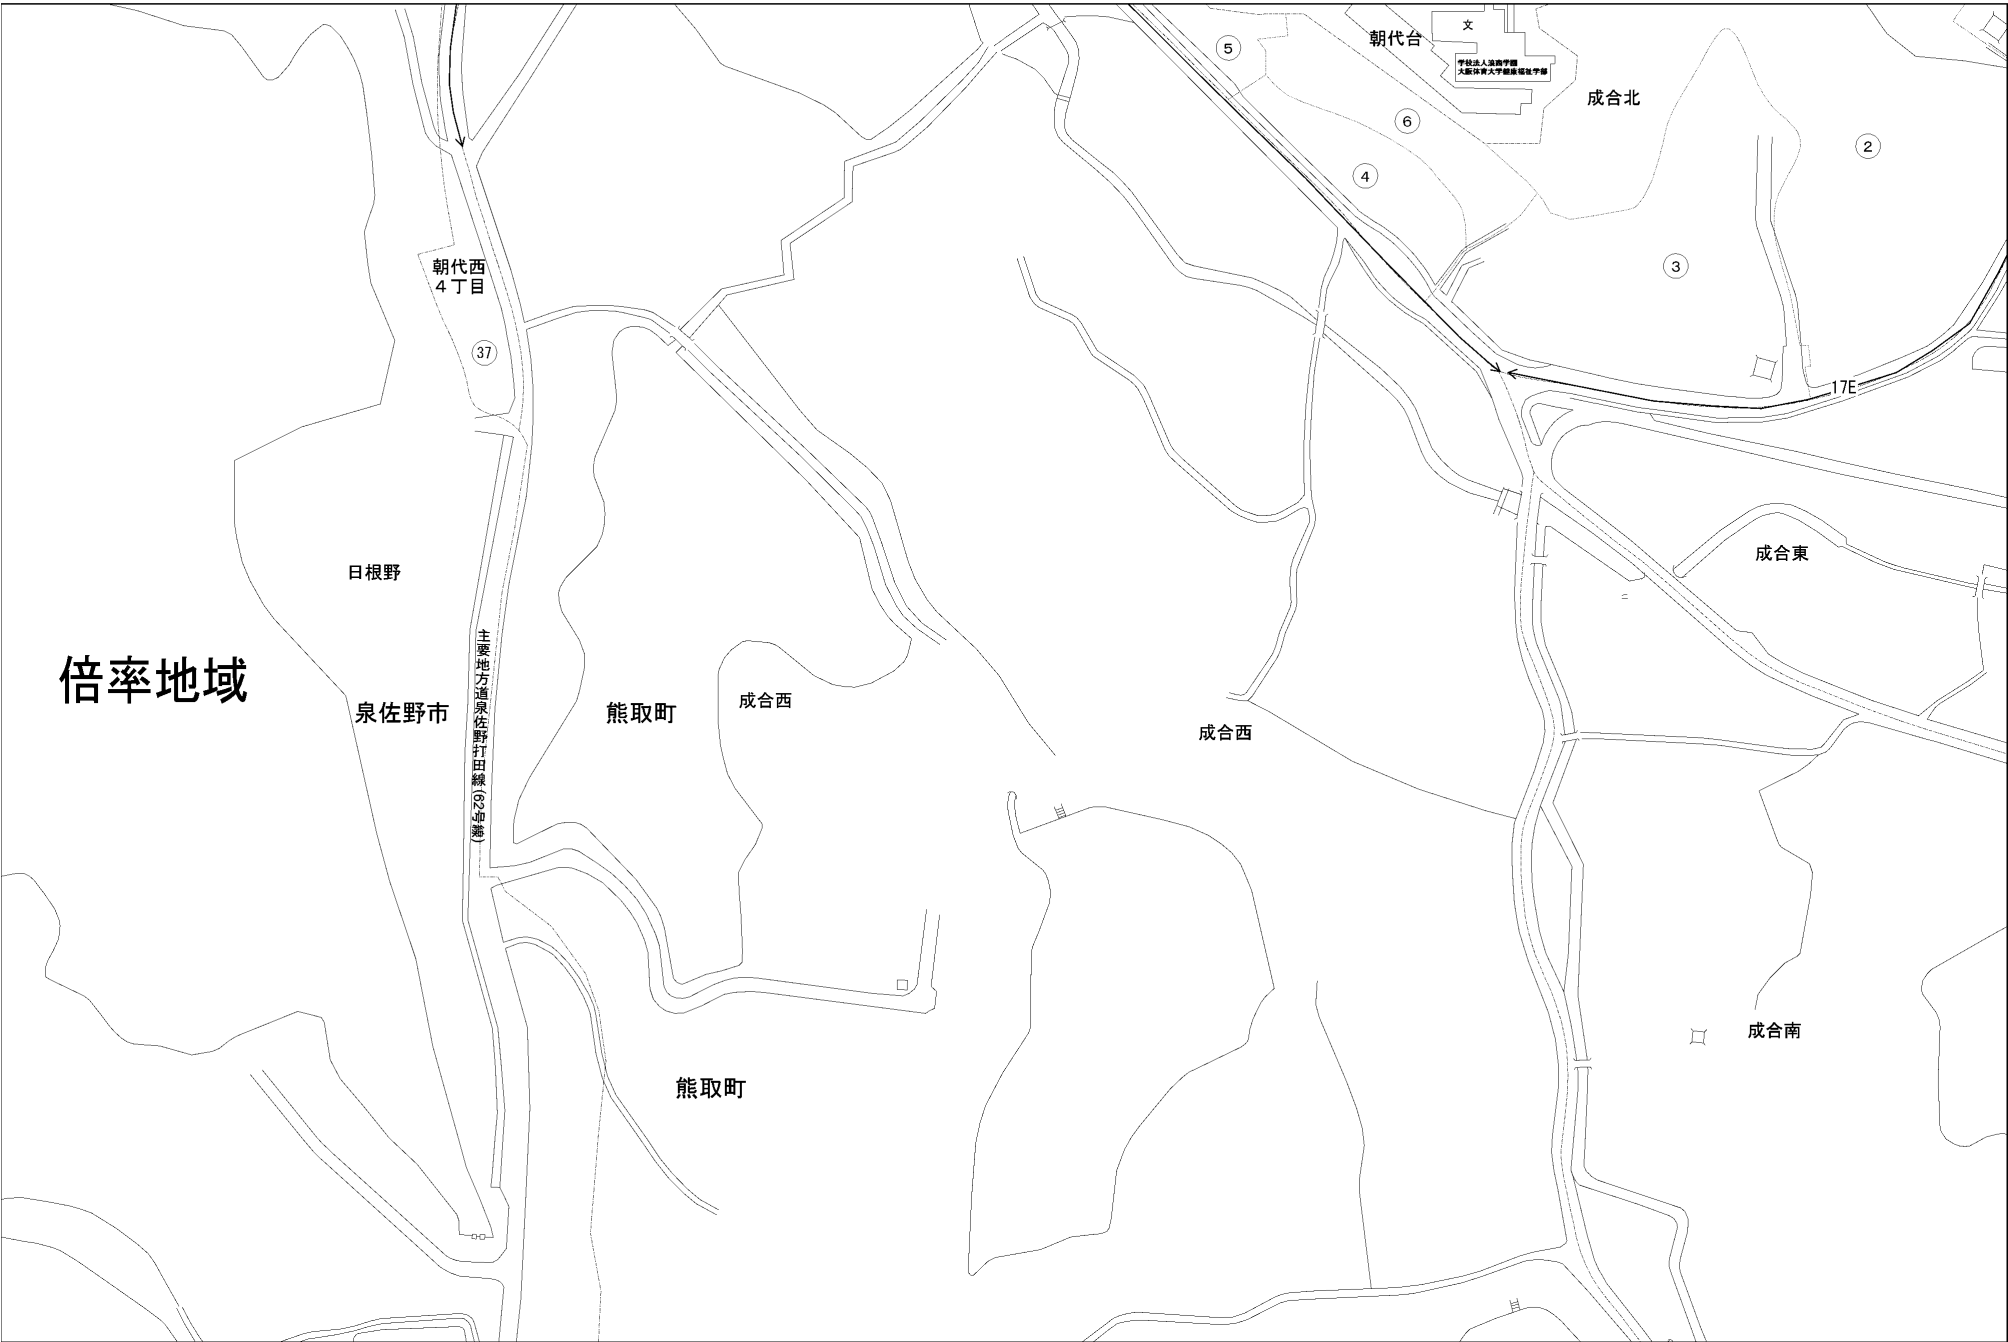 文
朝代台
学校法人浪商学園
大阪体育大学健康福祉学部
成合北
5
6
4
2
3
朝代西
4丁目
37
17E
成合東
日根野
倍率地域
泉佐野市
主要地方道泉佐野打田線(62号線)
熊取町
成合西
成合西
成合南
熊取町